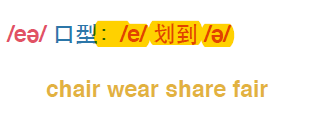 /eə/ 口型：/e/ 划到 /ə/
chair wear share fair